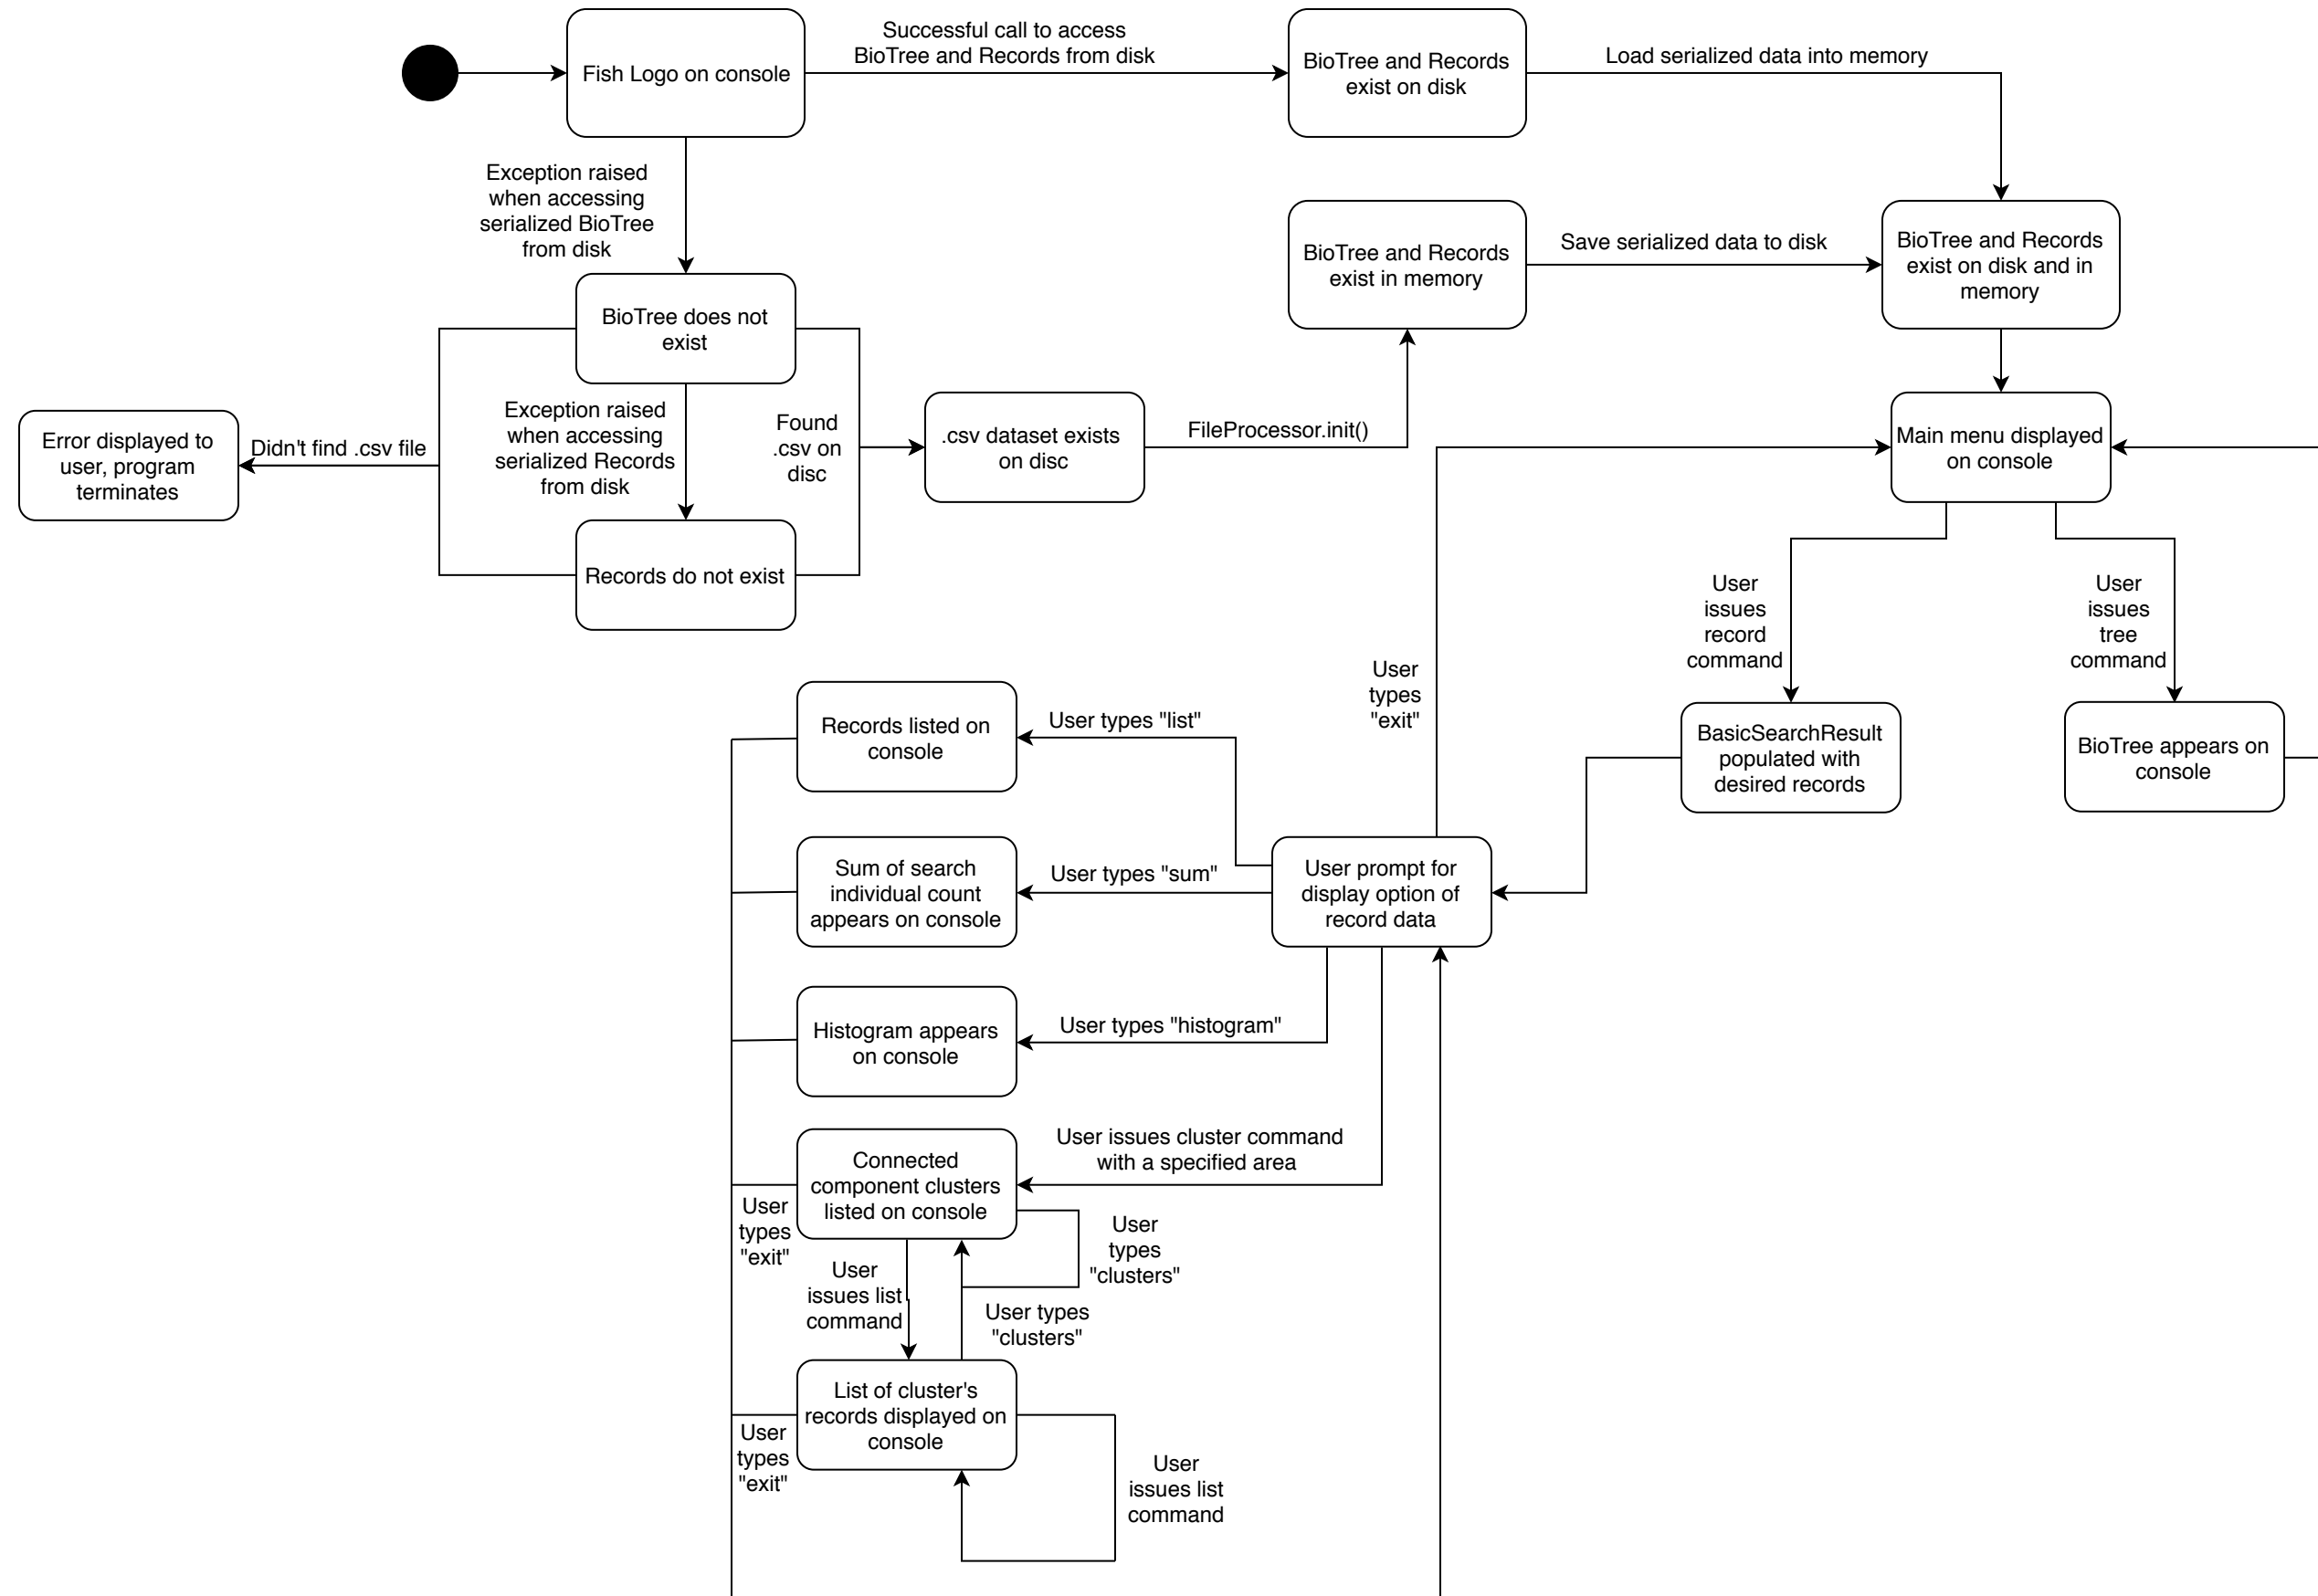 Fish Logo on console
Successful call to access
BioTree and Records from disk
BioTree and Records
exist on disk
Load serialized data into memory
Exception raised
when accessing
serialized BioTree
from disk
BioTree and Records
exist in memory
Save serialized data to disk
BioTree and Records
exist on disk and in
memory
BioTree does not
exist
Error displayed to
user, program
terminates
Didn't find .csv file
Exception raised
when accessing
serialized Records
from disk
Found
.csv on
disc
.csv dataset exists
on disc
FileProcessor.init()
Main menu displayed
on console
Records do not exist
User
issues
record
command
User
issues
tree
command
User
types
"exit"
Records listed on
console
User types "list"
BasicSearchResult
populated with
desired records
BioTree appears on
console
Sum of search
individual count
appears on console
User types "sum"
User prompt for
display option of
record data
Histogram appears
on console
User types "histogram"
Connected
component clusters
listed on console
User issues cluster command
with a specified area
User
types
"exit"
User
types
"clusters"
User
issues list
command
User types
"clusters"
List of cluster's
records displayed on
console
User
types
"exit"
User
issues list
command